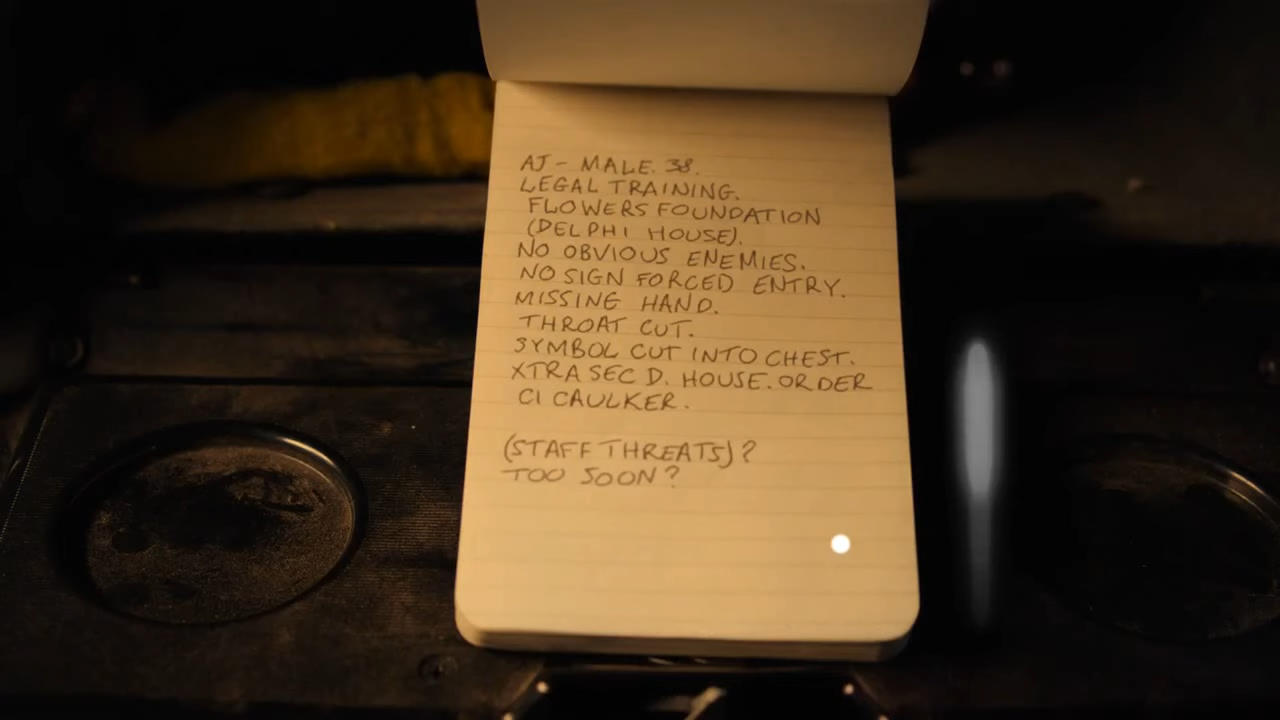 AJ - MALE. 38.
LEGAL TRAINING.
FLOWERS FOUNDATION
(DELPHI HOUSE).
NO OBVIOUS ENEMIES.
NO SIGN FORCED ENTRY.
MISSING HAND.
THROAT CUT.
SYMBOL CUT INTO CHEST.
XTRA SEC D. HOUSE. ORDER
CI CAULKER.
(STAFF THREATS)?
TOO SOON?